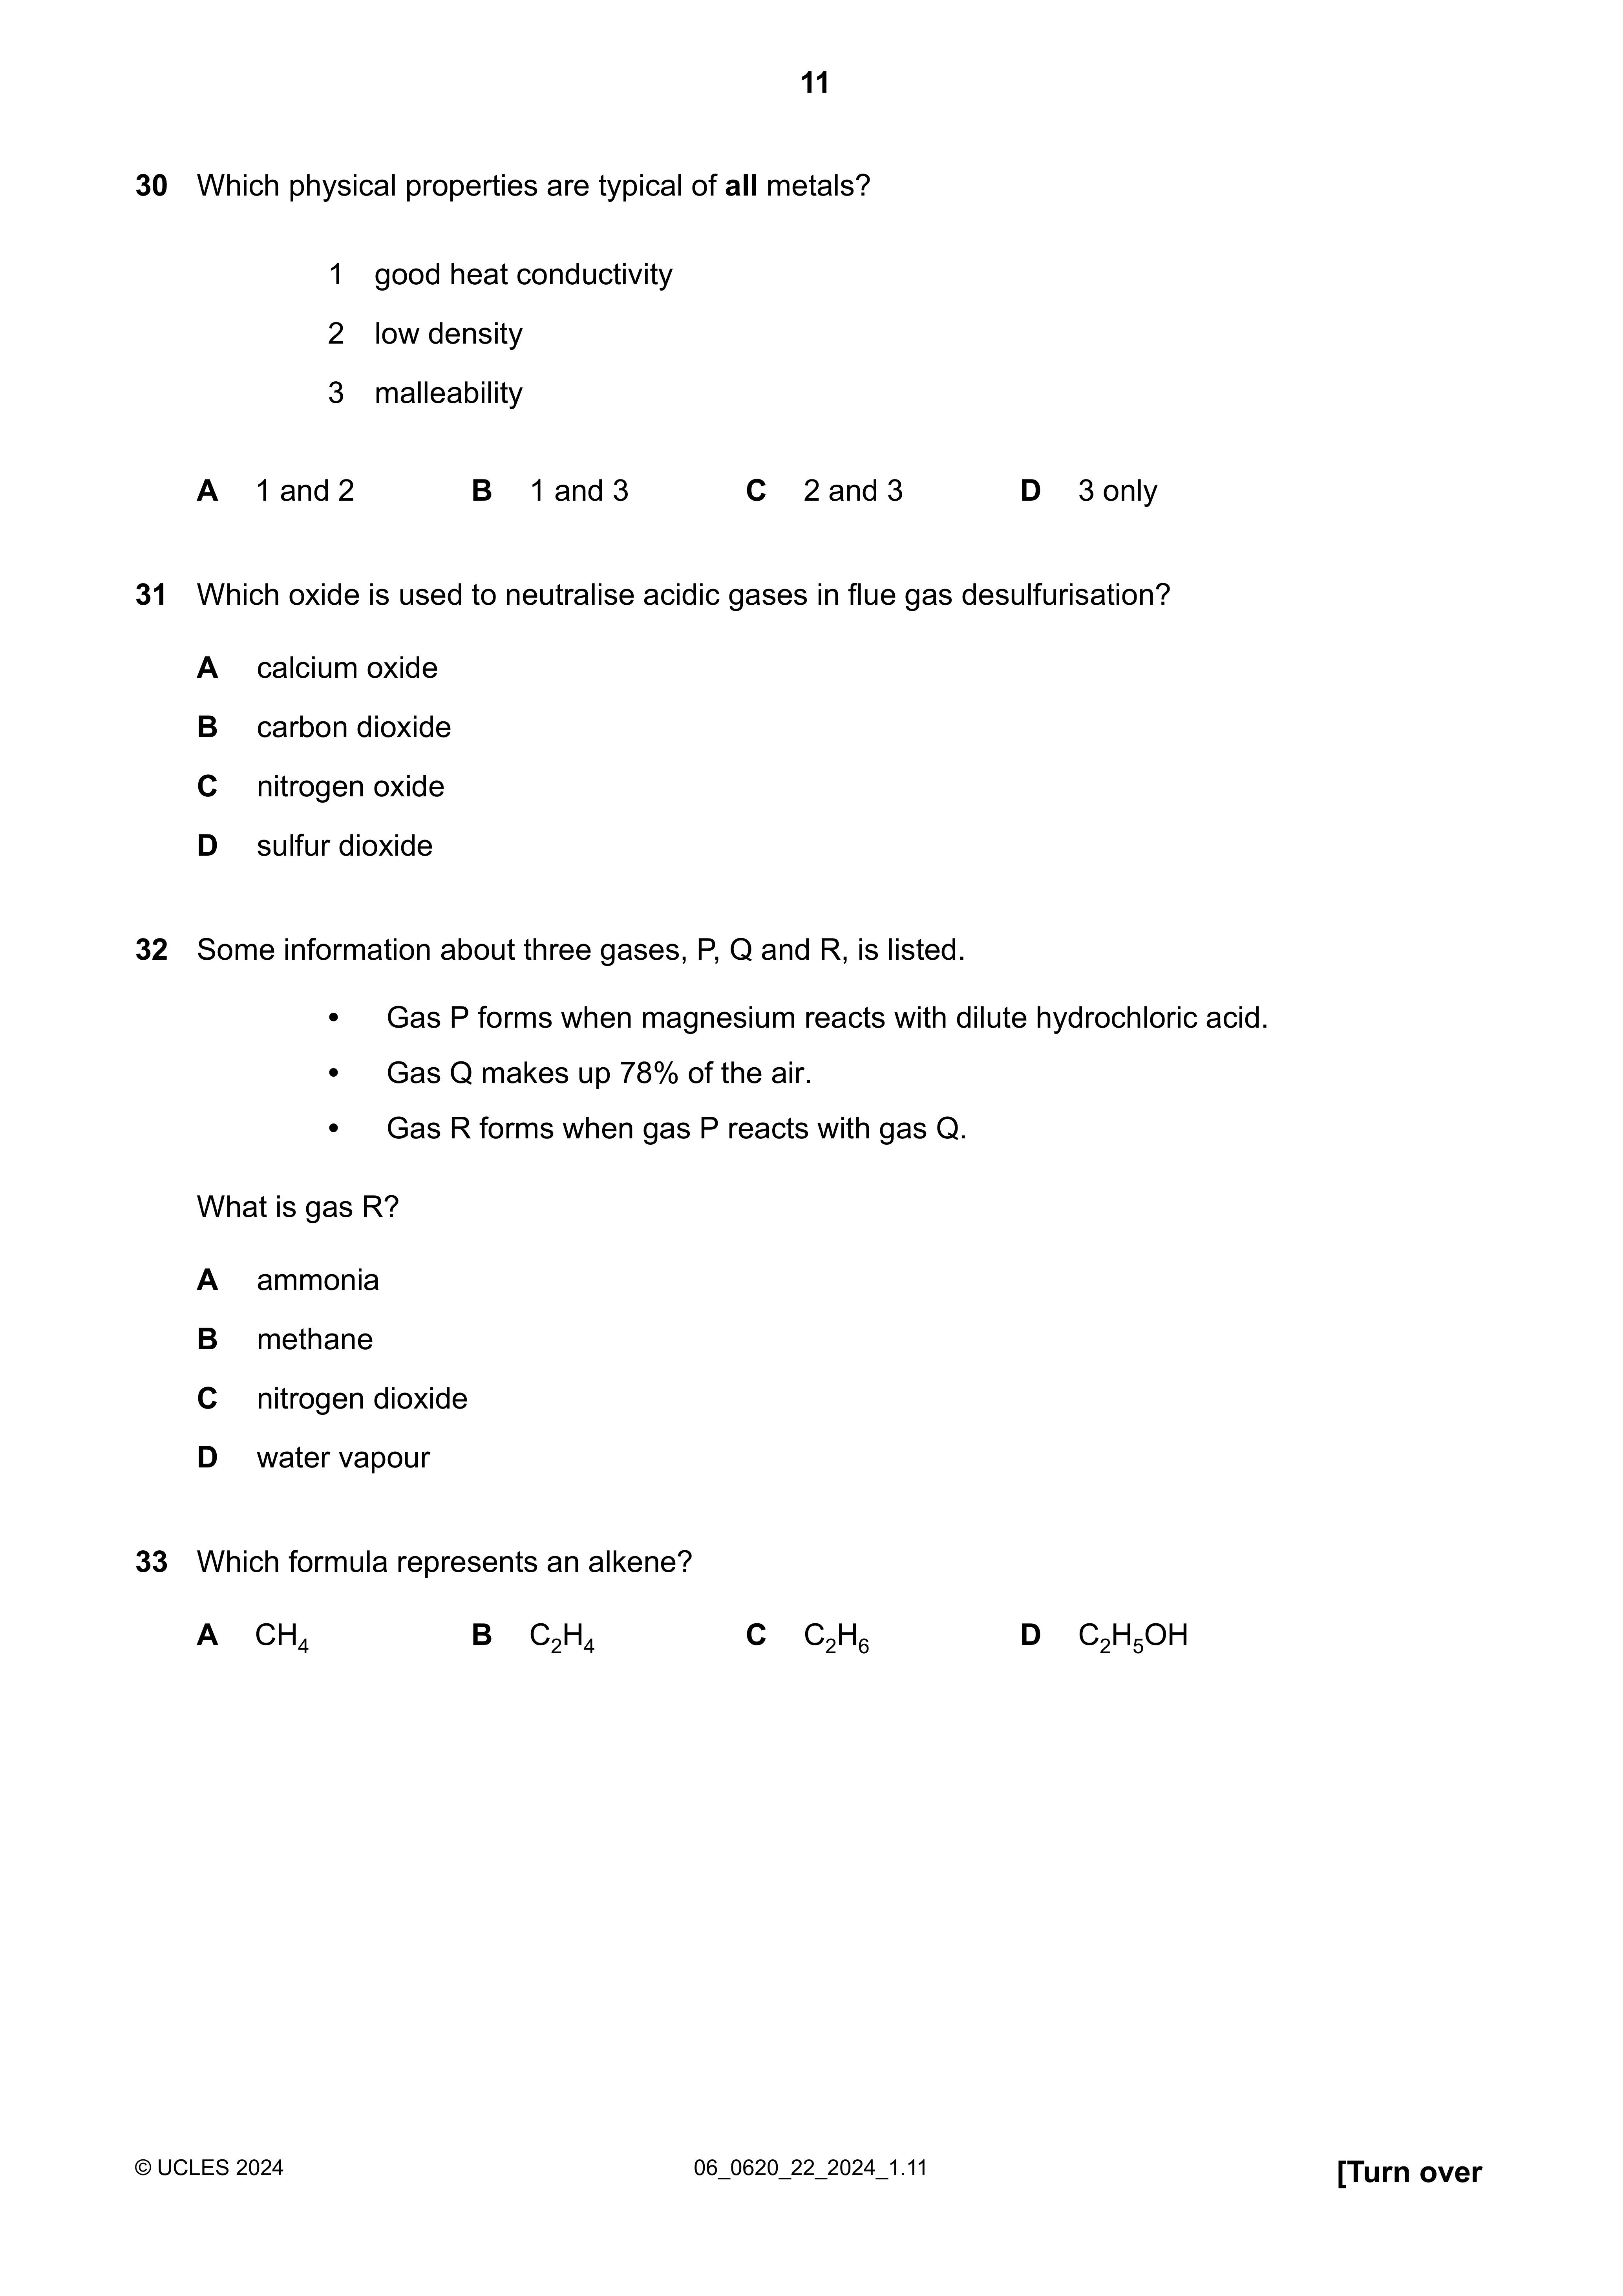 11
30 Which physical properties are typical of all metals?
1 good heat conductivity
2 low density
3 malleability
A 1 and 2 B 1 and 3 C 2 and 3 D 3 only
31 Which oxide is used to neutralise acidic gases in flue gas desulfurisation?
A calcium oxide
B carbon dioxide
C nitrogen oxide
D sulfur dioxide
32 Some information about three gases, P, Q and R, is listed.
• Gas P forms when magnesium reacts with dilute hydrochloric acid.
• Gas Q makes up 78% of the air.
• Gas R forms when gas P reacts with gas Q.
What is gas R?
A ammonia
B methane
C nitrogen dioxide
D water vapour
33 Which formula represents an alkene?
A CH₄ B C₂H₄ C C₂H₆ D C₂H₅OH
© UCLES 2024 06_0620_22_2024_1.11 [Turn over